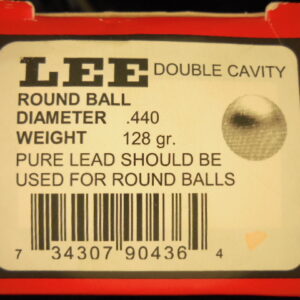 LEE DOUBLE CAVITY
ROUND BALL
DIAMETER .440
WEIGHT 128 gr.
PURE LEAD SHOULD BE
USED FOR ROUND BALLS
7 34307 90436 4